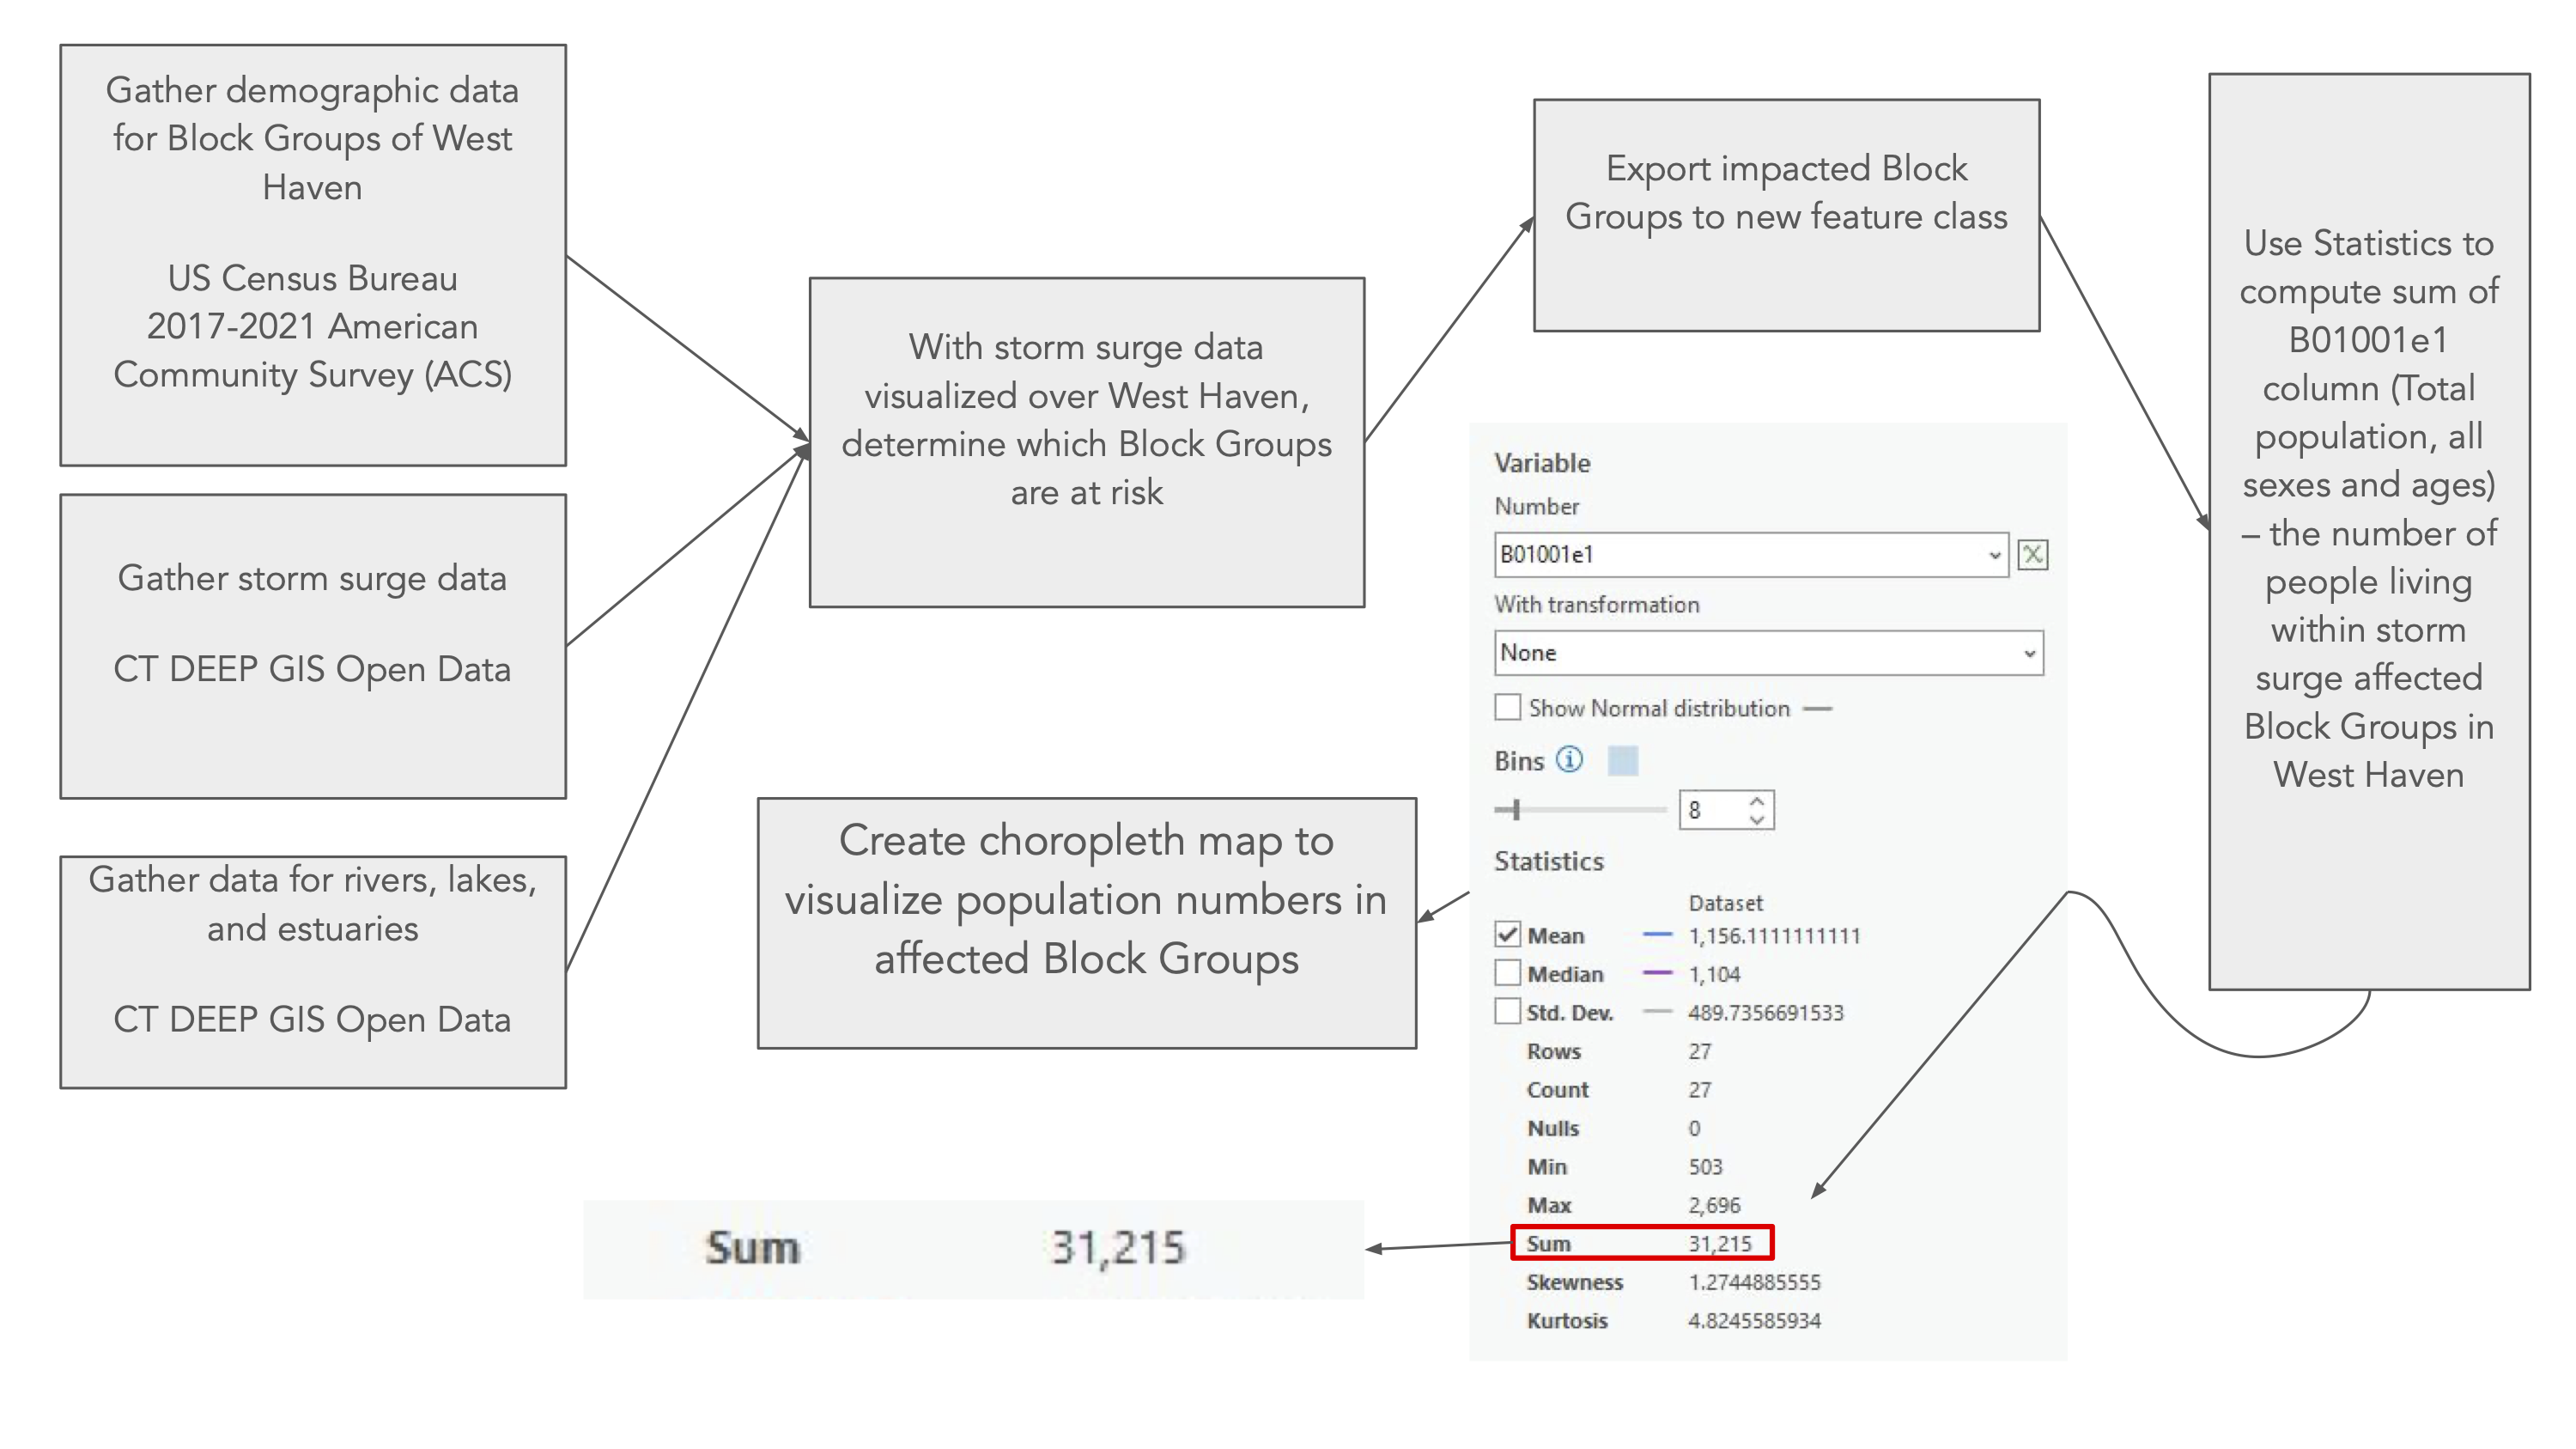 Gather demographic data
for Block Groups of West
Haven
US Census Bureau
2017-2021 American
Community Survey (ACS)
Gather storm surge data
CT DEEP GIS Open Data
Gather data for rivers, lakes,
and estuaries
CT DEEP GIS Open Data
With storm surge data
visualized over West Haven,
determine which Block Groups
are at risk
Export impacted Block
Groups to new feature class
Use Statistics to
compute sum of
B01001e1
column (Total
population, all
sexes and ages)
– the number of
people living
within storm
surge affected
Block Groups in
West Haven
Variable
Number
B01001e1
With transformation
None
Show Normal distribution
Bins
8
Statistics
Dataset
Mean 1,156.1111111111
Median 1,104
Std. Dev. 489.7356691533
Rows 27
Count 27
Nulls 0
Min 503
Max 2,696
Sum 31,215
Skewness 1.2744885555
Kurtosis 4.8245585934
Create choropleth map to
visualize population numbers in
affected Block Groups
Sum 31,215